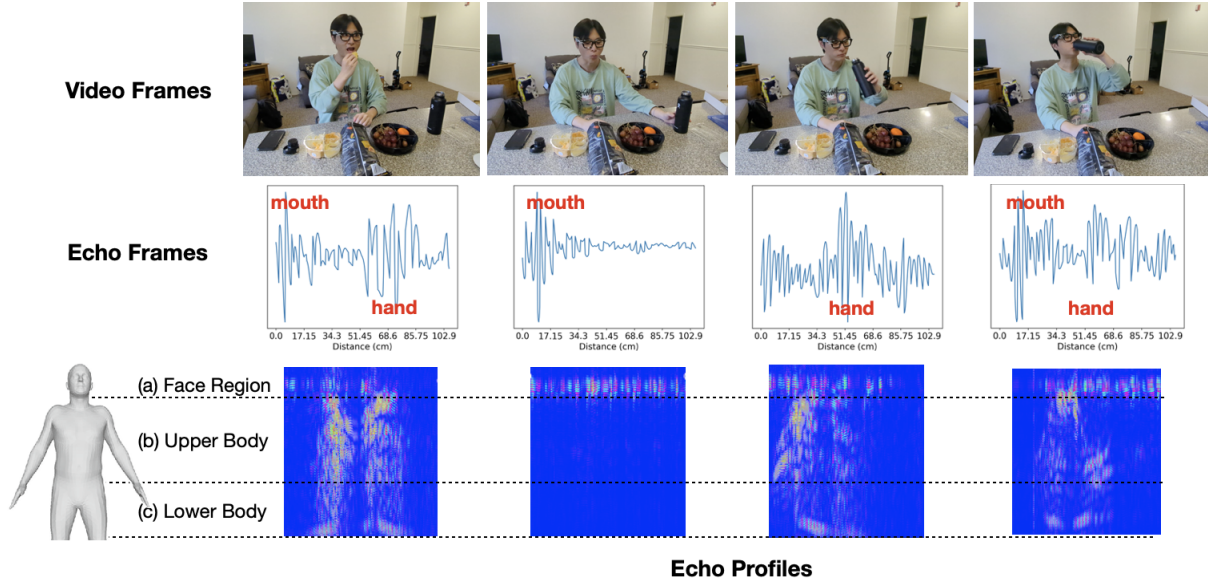 Video Frames
Echo Frames
mouth
hand
0.0 17.15 34.3 51.45 68.6 85.75 102.9
Distance (cm)
mouth
0.0 17.15 34.3 51.45 68.6 85.75 102.9
Distance (cm)
hand
0.0 17.15 34.3 51.45 68.6 85.75 102.9
Distance (cm)
mouth
hand
0.0 17.15 34.3 51.45 68.6 85.75 102.9
Distance (cm)
(a) Face Region
(b) Upper Body
(c) Lower Body
Echo Profiles